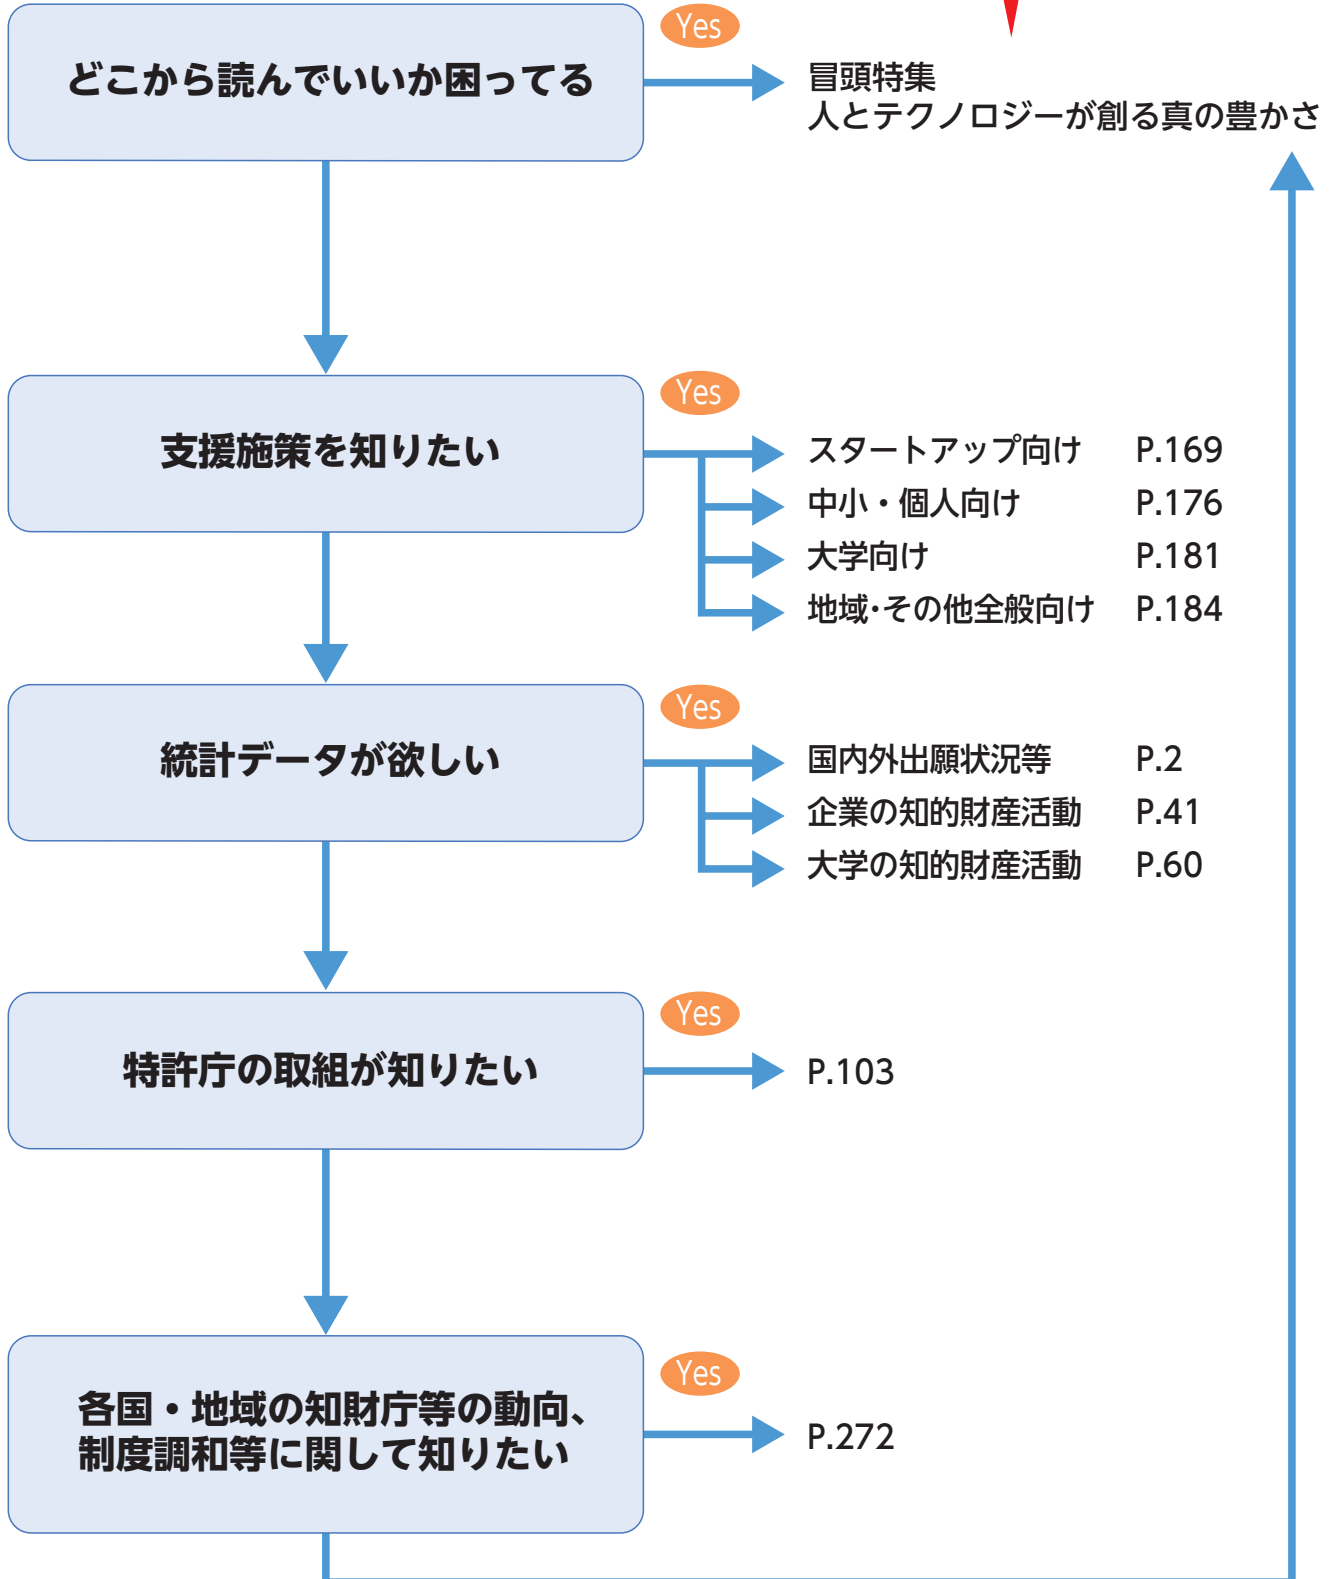 Yes
どこから読んでいいか困ってる
冒頭特集
人とテクノロジーが創る真の豊かさ
Yes
支援施策を知りたい
スタートアップ向け P.169
中小・個人向け P.176
大学向け P.181
地域・その他全般向け P.184
Yes
統計データが欲しい
国内外出願状況等 P.2
企業の知的財産活動 P.41
大学の知的財産活動 P.60
Yes
特許庁の取組が知りたい
P.103
Yes
各国・地域の知財庁等の動向、
制度調和等に関して知りたい
P.272